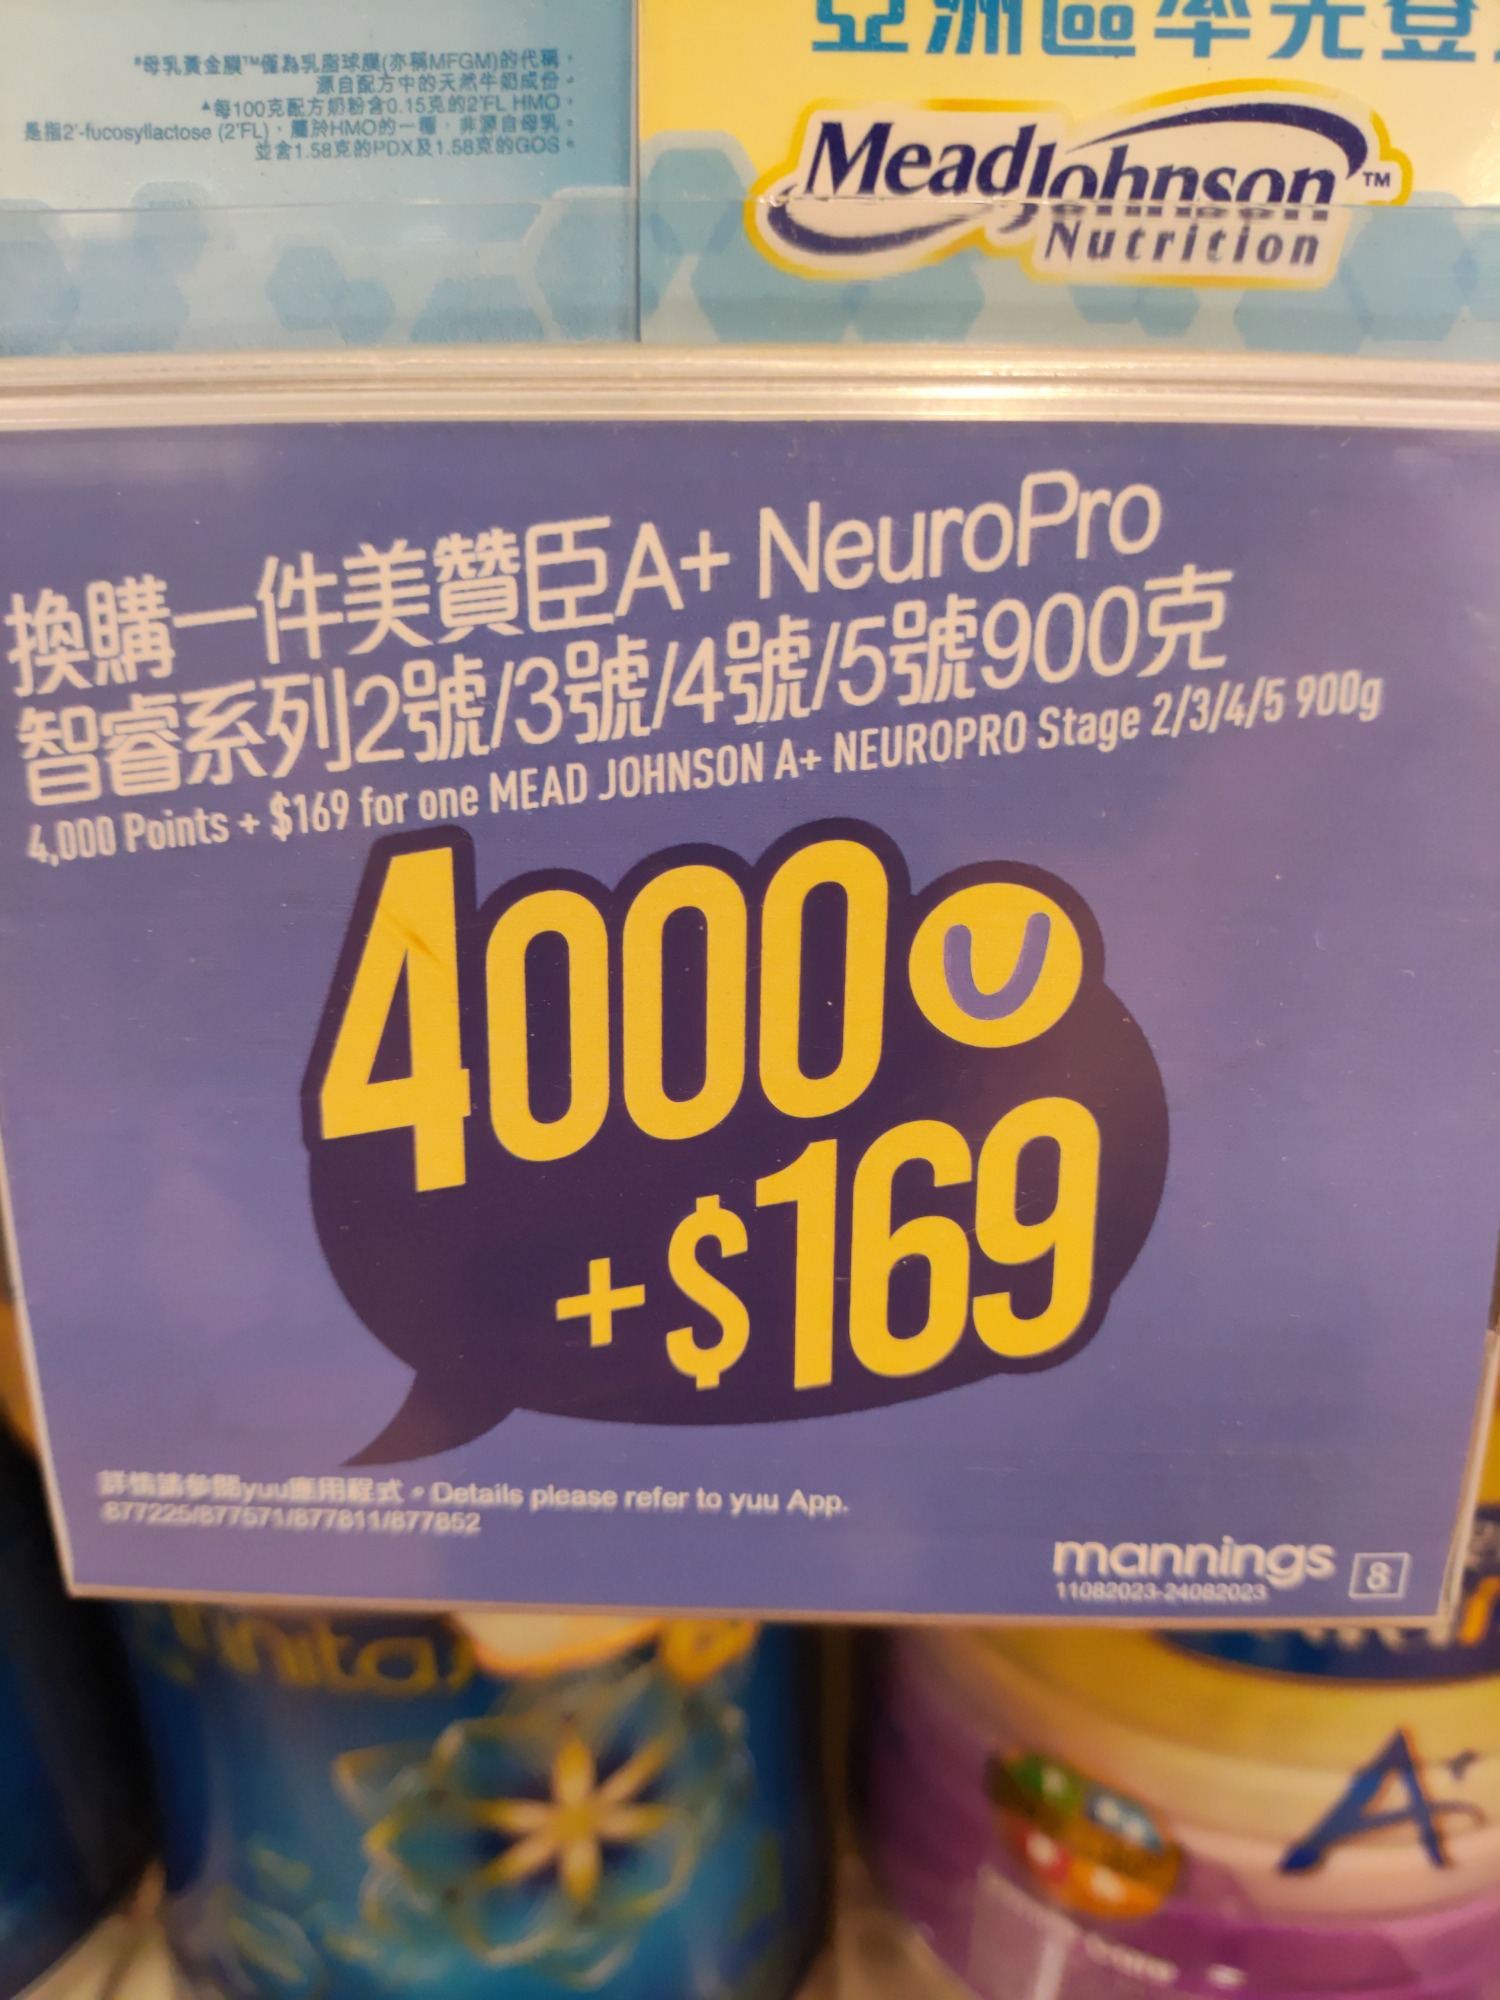 亞洲區率先登
*母乳黃金膜™僅為乳脂球膜(亦稱MFGM)的代稱，
源自配方中的天然牛奶成份。
▲每100克配方奶粉含0.15克的2'FL HMO，
是指2'-fucosyllactose (2'FL)，屬於HMO的一種，非源自母乳。
並含1.58克的PDX及1.58克的GOS。
MeadJohnson™
Nutrition
換購一件美贊臣A+ NeuroPro
智睿系列2號/3號/4號/5號900克
4,000 Points + $169 for one MEAD JOHNSON A+ NEUROPRO Stage 2/3/4/5 900g
4000 U
+$169
詳情請參閱yuu應用程式。Details please refer to yuu App.
877225/877571/877811/877852
mannings 8
11082023-24082023
A+